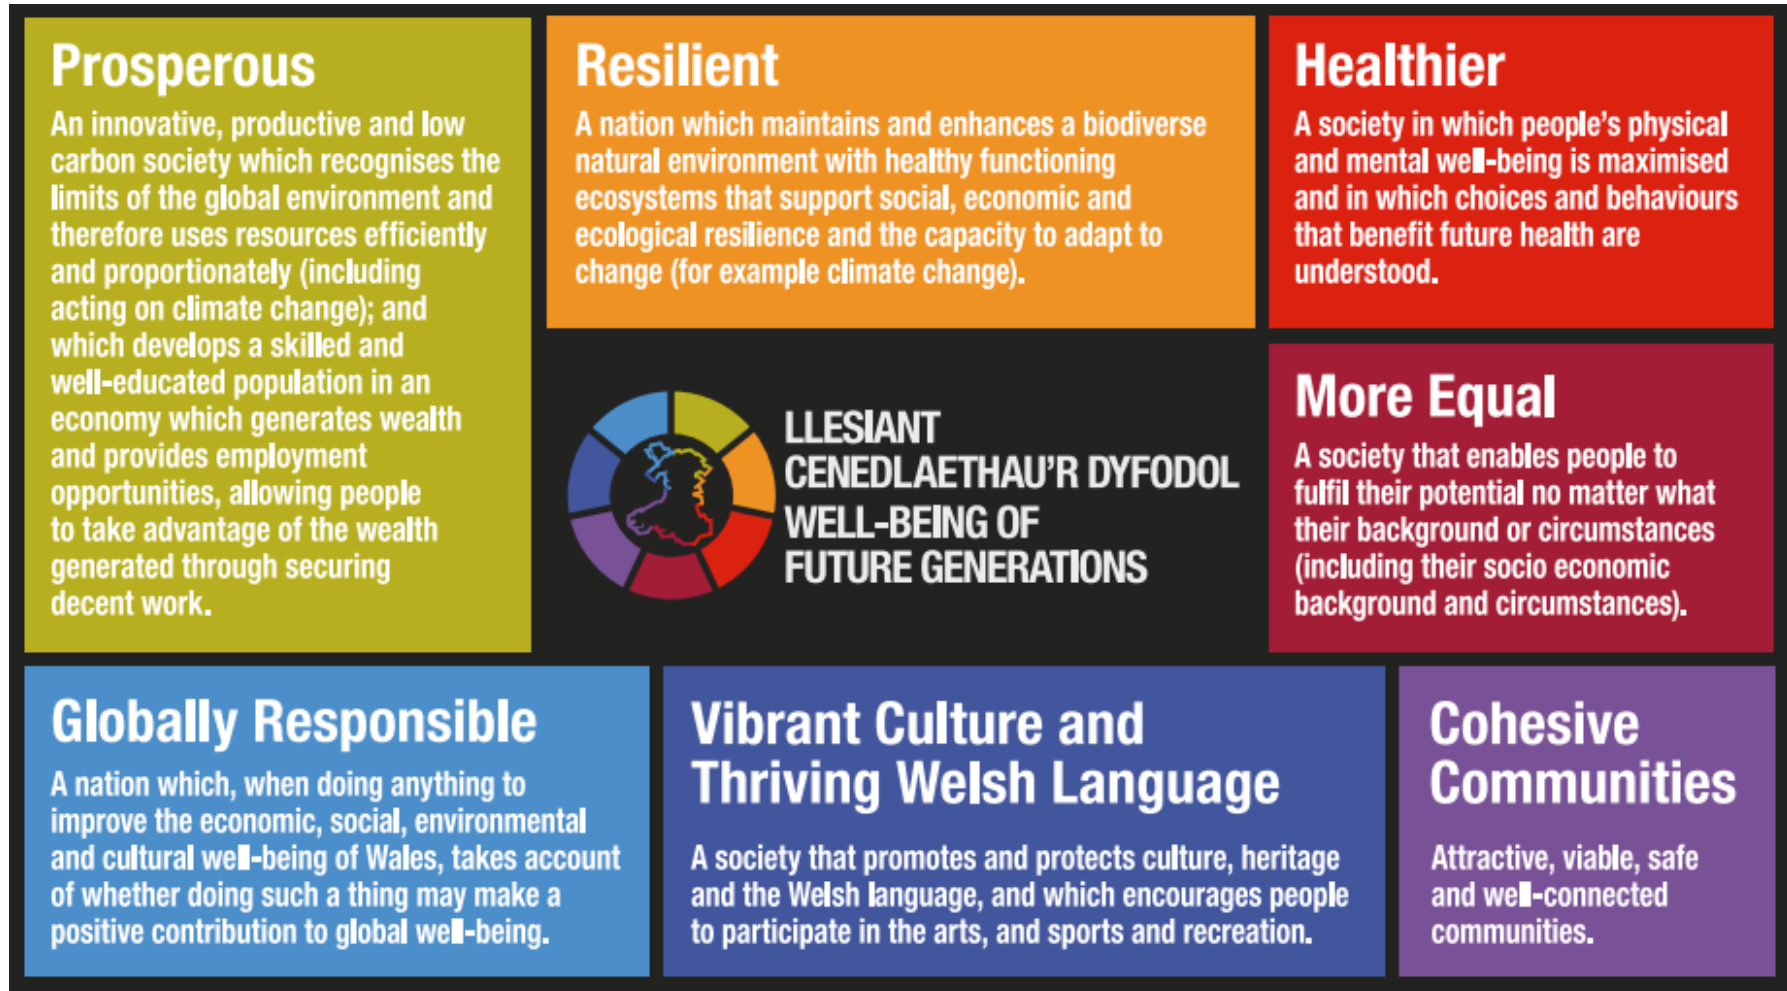 Prosperous
An innovative, productive and low
carbon society which recognises the
limits of the global environment and
therefore uses resources efficiently
and proportionately (including
acting on climate change); and
which develops a skilled and
well-educated population in an
economy which generates wealth
and provides employment
opportunities, allowing people
to take advantage of the wealth
generated through securing
decent work.
Resilient
A nation which maintains and enhances a biodiverse
natural environment with healthy functioning
ecosystems that support social, economic and
ecological resilience and the capacity to adapt to
change (for example climate change).
Healthier
A society in which people's physical
and mental well-being is maximised
and in which choices and behaviours
that benefit future health are
understood.
LLESIANT
CENEDLAETHAU'R DYFODOL
WELL-BEING OF
FUTURE GENERATIONS
More Equal
A society that enables people to
fulfil their potential no matter what
their background or circumstances
(including their socio economic
background and circumstances).
Globally Responsible
A nation which, when doing anything to
improve the economic, social, environmental
and cultural well-being of Wales, takes account
of whether doing such a thing may make a
positive contribution to global well-being.
Vibrant Culture and
Thriving Welsh Language
A society that promotes and protects culture, heritage
and the Welsh language, and which encourages people
to participate in the arts, and sports and recreation.
Cohesive
Communities
Attractive, viable, safe
and well-connected
communities.